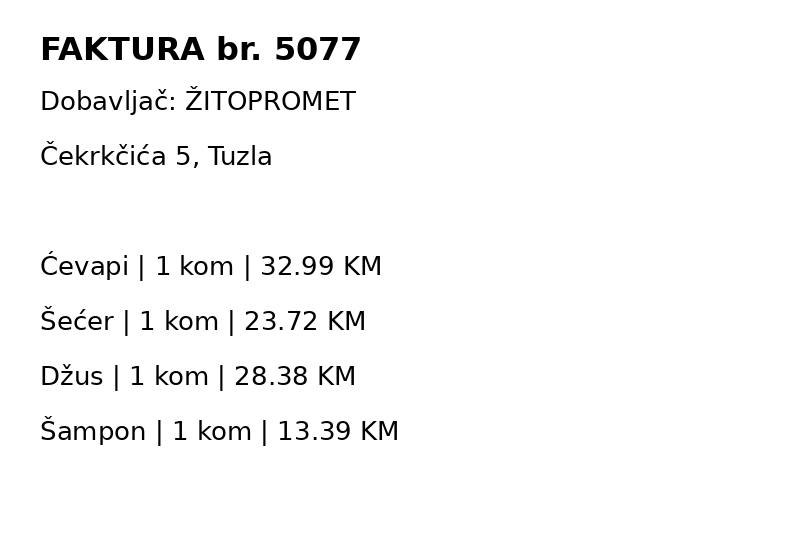 FAKTURA br. 5077
Dobavljač: ŽITOPROMET
Čekrkčića 5, Tuzla
Ćevapi | 1 kom | 32.99 KM
Šećer | 1 kom | 23.72 KM
Džus | 1 kom | 28.38 KM
Šampon | 1 kom | 13.39 KM